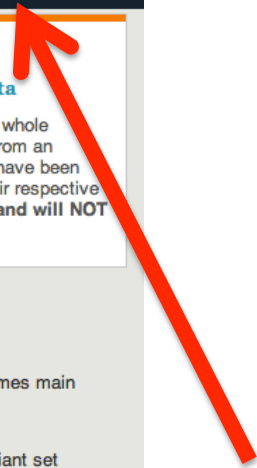 ta
whole
rom an
have been
ir respective
and will NOT
mes main
iant set